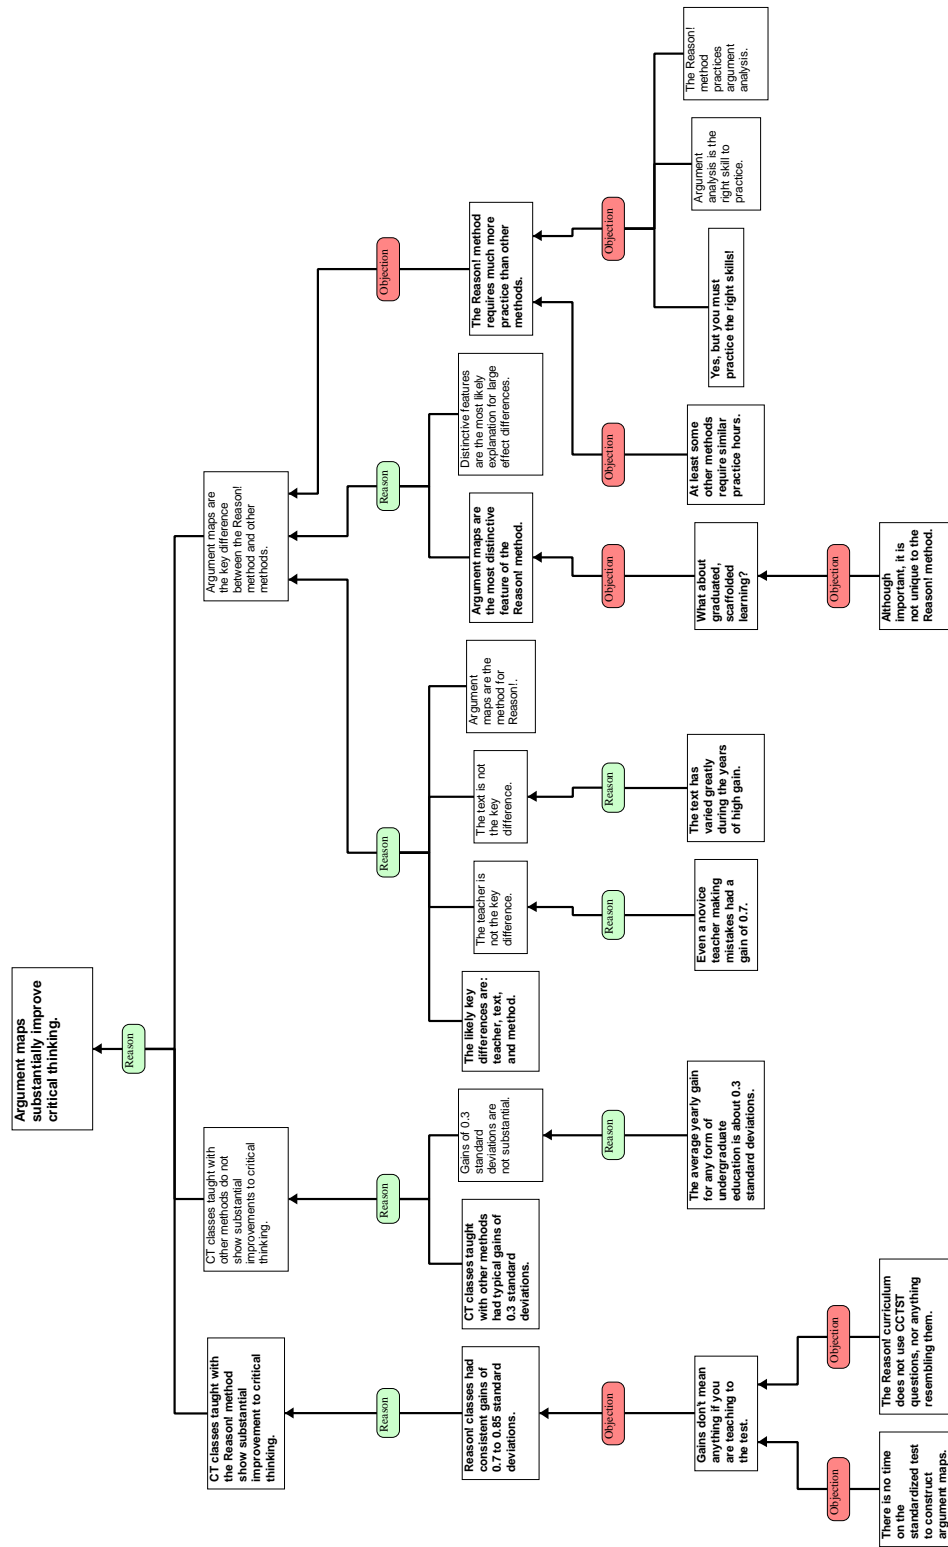 Argument maps
substantially improve
critical thinking.
Reason
CT classes taught with
the Reason! method
show substantial
improvement to critical
thinking.
CT classes taught with
other methods do not
show substantial
improvements to critical
thinking.
Argument maps are
the key difference
between the Reason!
method and other
methods.
Reason
Reason
Reason
Reason
Objection
Reason! classes had
consistent gains of
0.7 to 0.85 standard
deviations.
CT classes taught
with other methods
had typical gains of
0.3 standard
deviations.
Gains of 0.3
standard
deviations are
not substantial.
The likely key
differences are:
teacher, text,
and method.
The teacher is
not the key
difference.
The text is not
the key
difference.
Argument
maps are the
method for
Reason!.
Argument maps are
the most distinctive
feature of the
Reason! method.
Distinctive features
are the most likely
explanation for large
effect differences.
The Reason! method
requires much more
practice than other
methods.
Objection
Reason
Reason
Reason
Objection
Objection
Objection
Gains don't mean
anything if you
are teaching to
the test.
The average yearly gain
for any form of
undergraduate
education is about 0.3
standard deviations.
Even a novice
teacher making
mistakes had a
gain of 0.7.
The text has
varied greatly
during the years
of high gain.
What about
graduated,
scaffolded
learning?
At least some
other methods
require similar
practice hours.
Yes, but you must
practice the right skills!
Argument
analysis is the
right skill to
practice.
The Reason!
method
practices
argument
analysis.
Objection
Objection
Objection
There is no time
on the
standardized test
to construct
argument maps.
The Reason! curriculum
does not use CCTST
questions, nor anything
resembling them.
Although
important, it is
not unique to the
Reason! method.